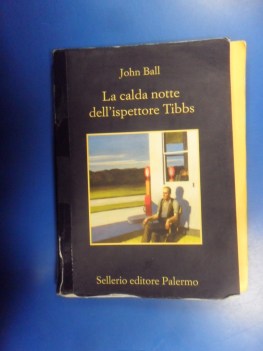 John Ball
La calda notte
dell'ispettore Tibbs
Sellerio editore Palermo